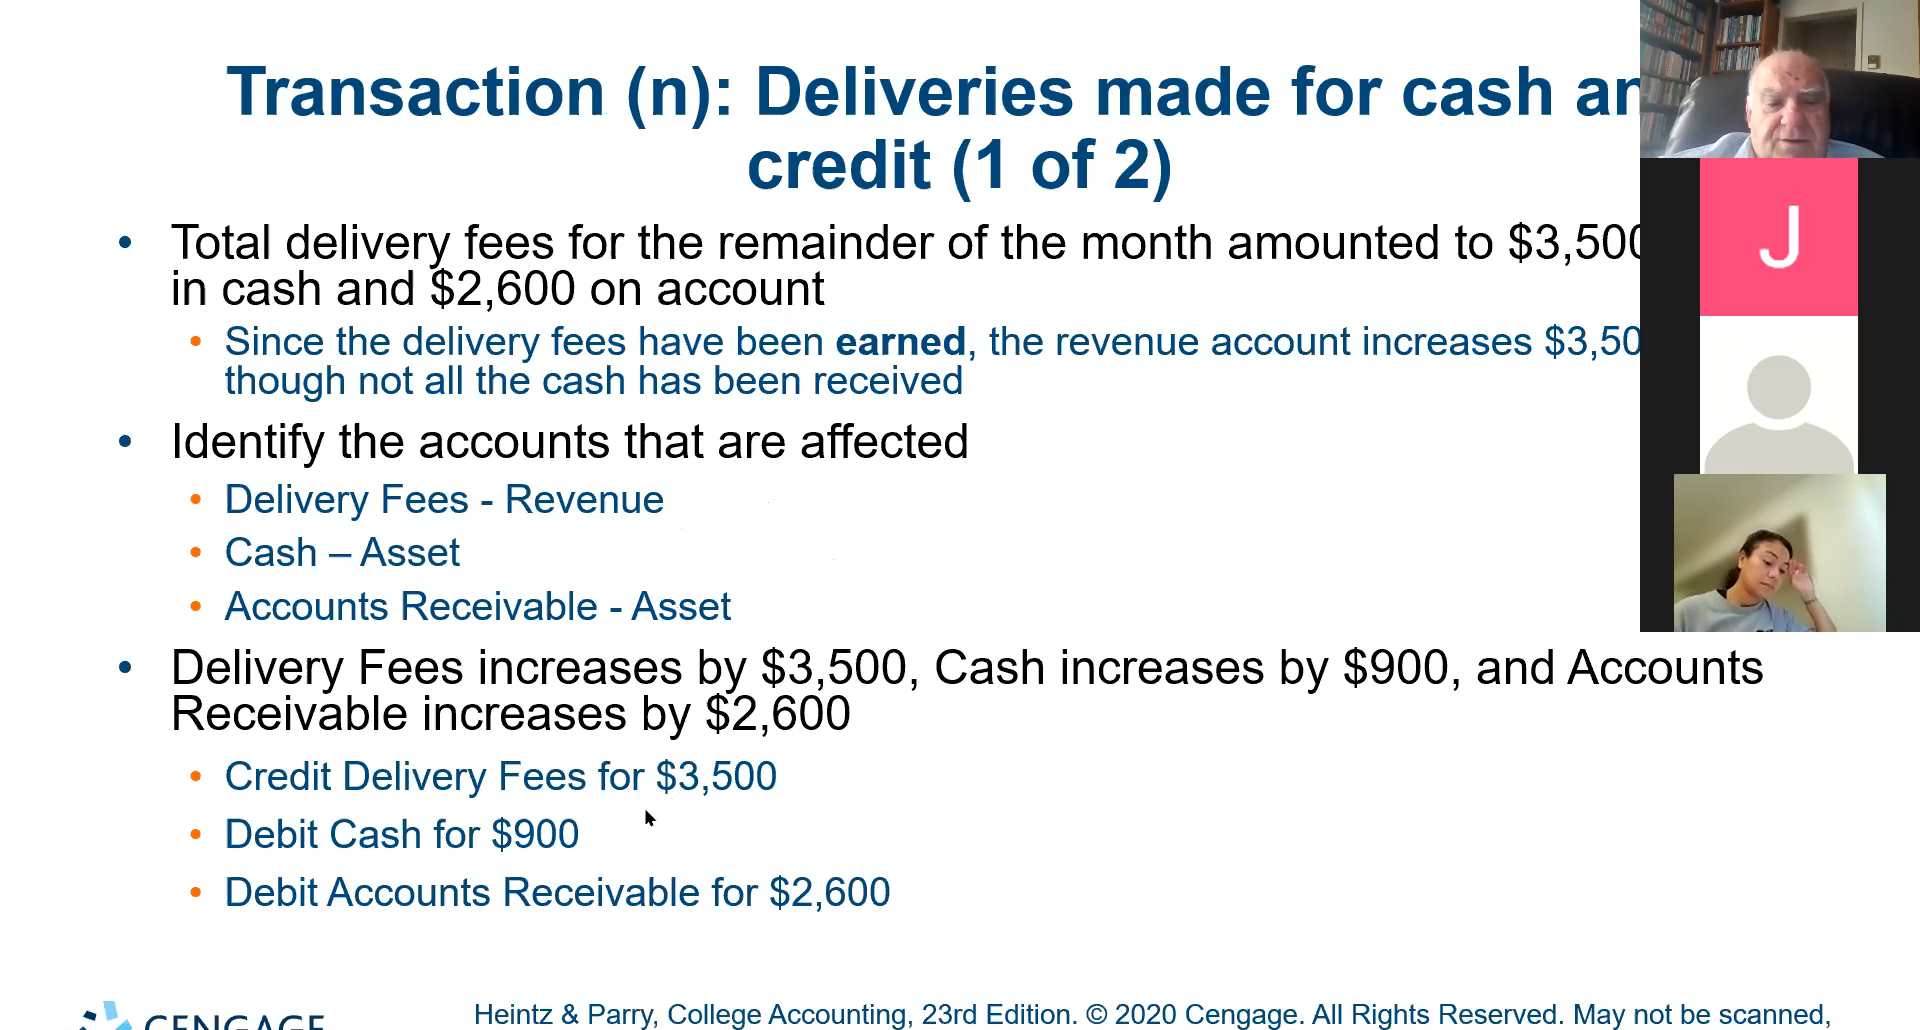 Transaction (n): Deliveries made for cash an
credit (1 of 2)
• Total delivery fees for the remainder of the month amounted to $3,500
in cash and $2,600 on account
• Since the delivery fees have been earned, the revenue account increases $3,50
though not all the cash has been received
• Identify the accounts that are affected
• Delivery Fees - Revenue
• Cash – Asset
• Accounts Receivable - Asset
• Delivery Fees increases by $3,500, Cash increases by $900, and Accounts
Receivable increases by $2,600
• Credit Delivery Fees for $3,500
• Debit Cash for $900
• Debit Accounts Receivable for $2,600
J
CENGAGE
Heintz & Parry, College Accounting, 23rd Edition. © 2020 Cengage. All Rights Reserved. May not be scanned,